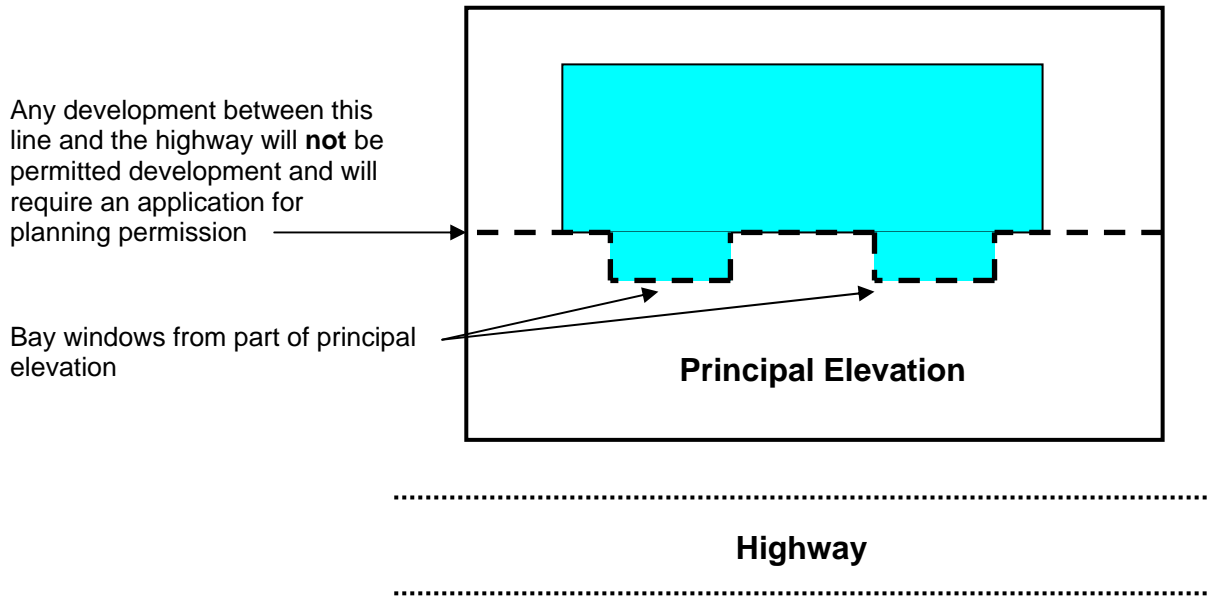 Any development between this
line and the highway will not be
permitted development and will
require an application for
planning permission
Bay windows from part of principal
elevation
Principal Elevation
Highway